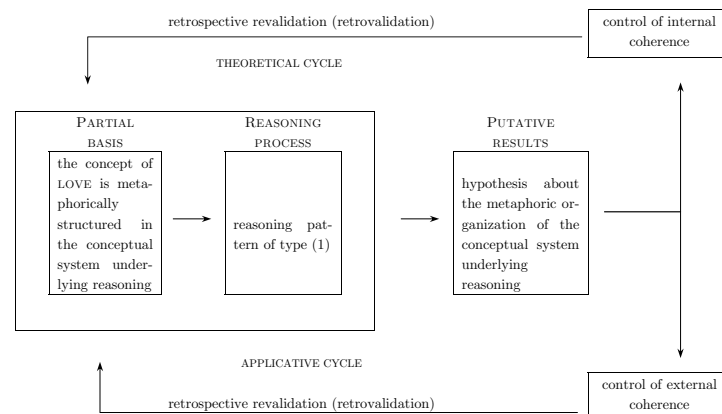 retrospective revalidation (retrovalidation)
control of internal
coherence
THEORETICAL CYCLE
PARTIAL
BASIS
REASONING
PROCESS
PUTATIVE
RESULTS
the concept of
LOVE is meta-
phorically
structured in
the conceptual
system under-
lying reasoning
reasoning pat-
tern of type (1)
hypothesis about
the metaphoric or-
ganization of the
conceptual system
underlying
reasoning
APPLICATIVE CYCLE
retrospective revalidation (retrovalidation)
control of external
coherence